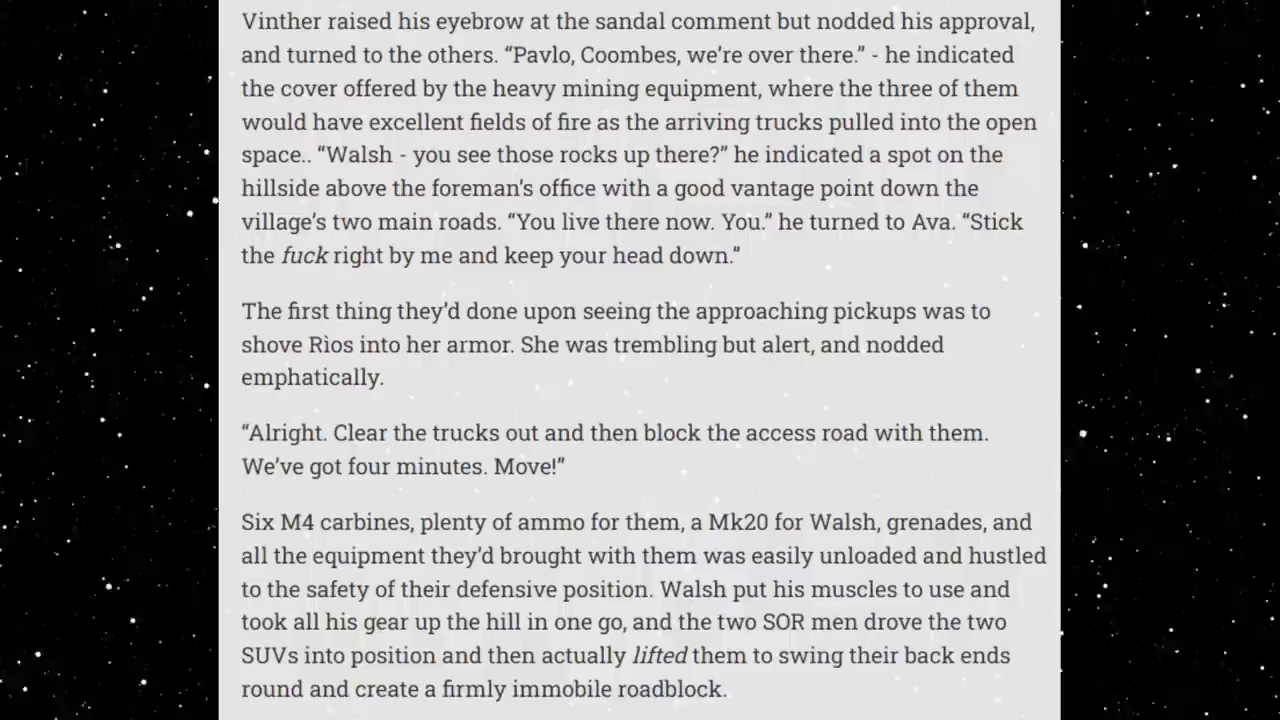 Vinther raised his eyebrow at the sandal comment but nodded his approval,
and turned to the others. “Pavlo, Coombes, we’re over there.” - he indicated
the cover offered by the heavy mining equipment, where the three of them
would have excellent fields of fire as the arriving trucks pulled into the open
space.. “Walsh - you see those rocks up there?” he indicated a spot on the
hillside above the foreman’s office with a good vantage point down the
village’s two main roads. “You live there now. You.” he turned to Ava. “Stick
the fuck right by me and keep your head down.”
The first thing they’d done upon seeing the approaching pickups was to
shove Rìos into her armor. She was trembling but alert, and nodded
emphatically.
“Alright. Clear the trucks out and then block the access road with them.
We’ve got four minutes. Move!”
Six M4 carbines, plenty of ammo for them, a Mk20 for Walsh, grenades, and
all the equipment they’d brought with them was easily unloaded and hustled
to the safety of their defensive position. Walsh put his muscles to use and
took all his gear up the hill in one go, and the two SOR men drove the two
SUVs into position and then actually lifted them to swing their back ends
round and create a firmly immobile roadblock.